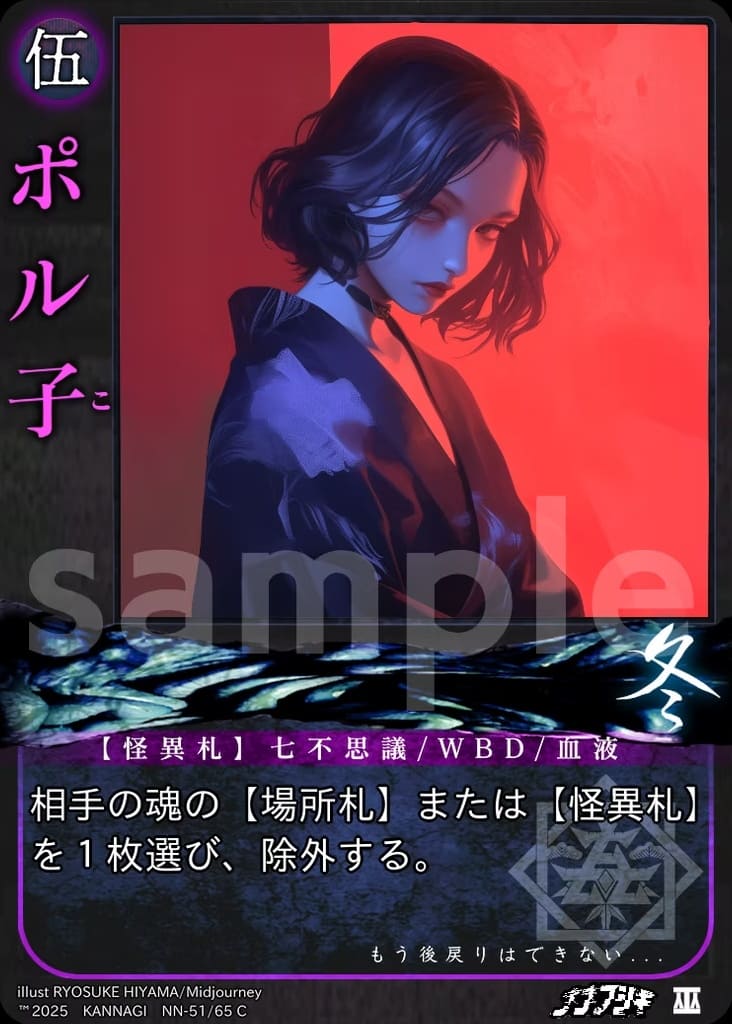 伍
ポル子
こ
sample
冬
【怪異札】七不思議/WBD/血液
相手の魂の【場所札】または【怪異札】
を１枚選び、除外する。
もう後戻りはできない...
illust RYOSUKE HIYAMA/Midjourney
™2025 KANNAGI NN-51/65 C